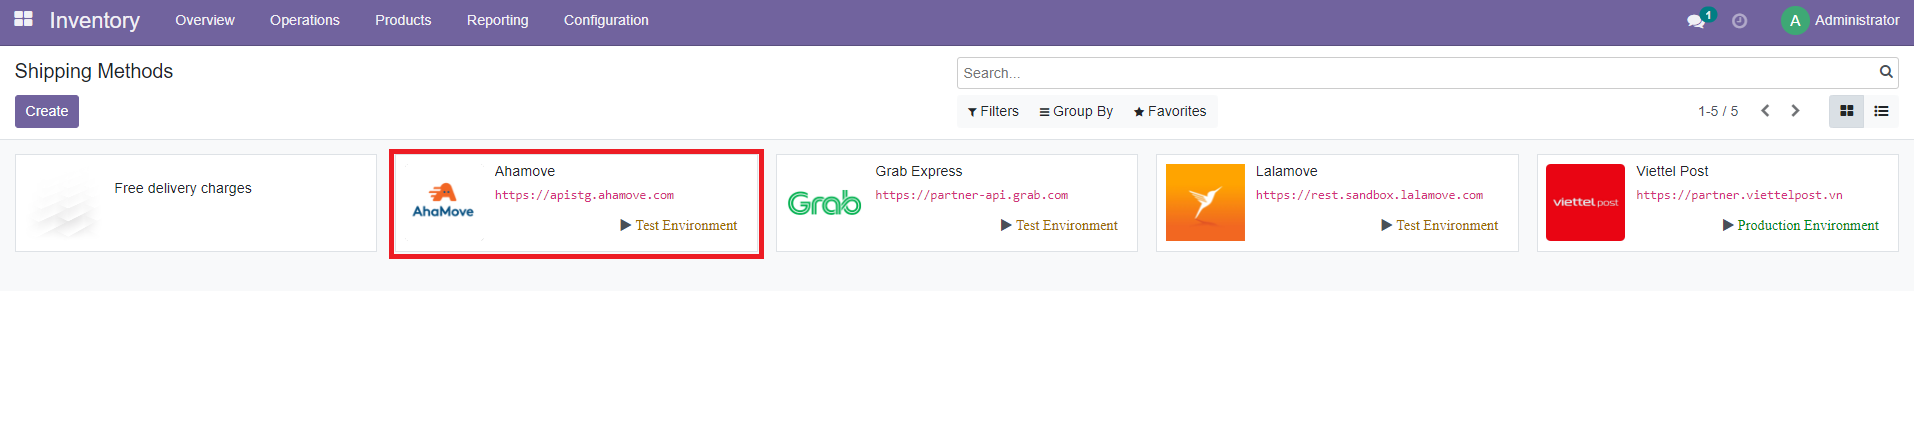 Inventory Overview Operations Products Reporting Configuration 1 A Administrator
Shipping Methods
Search...
Create
Filters Group By Favorites 1-5 / 5
Free delivery charges
Ahamove
https://apistg.ahamove.com
AhaMove
Test Environment
Grab Express
https://partner-api.grab.com
Grab
Test Environment
Lalamove
https://rest.sandbox.lalamove.com
Test Environment
Viettel Post
https://partner.viettelpost.vn
viettel post
Production Environment